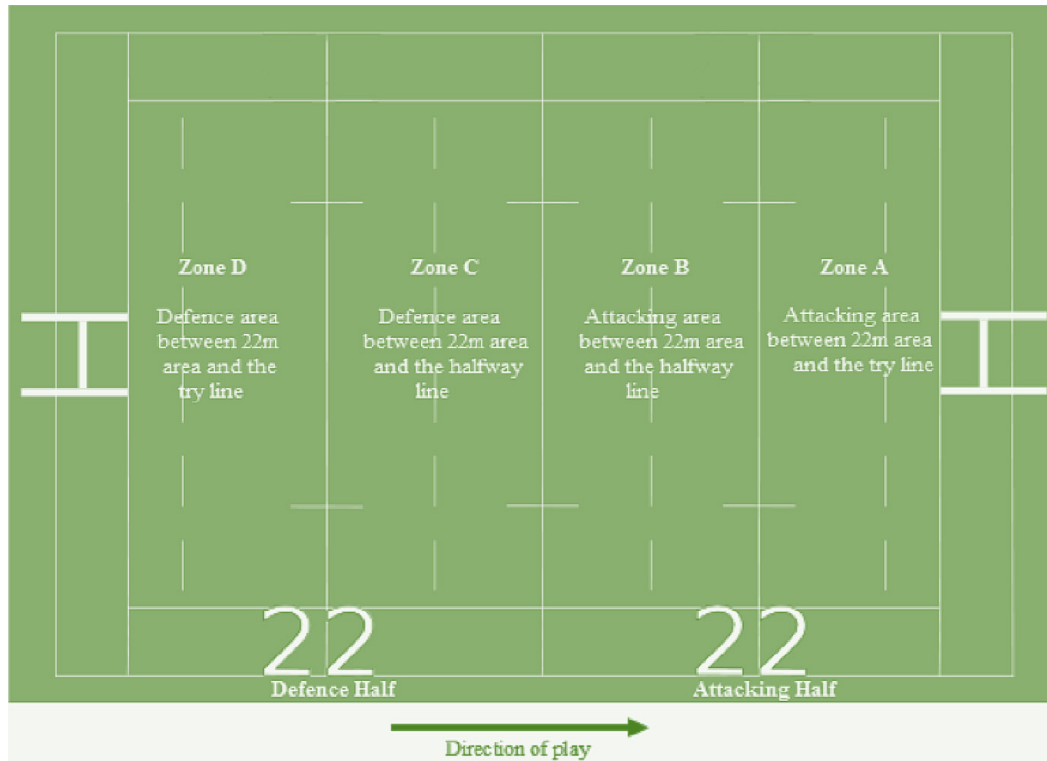 Zone D
Defence area
between 22m
area and the
try line
Zone C
Defence area
between 22m area
and the halfway
line
Zone B
Attacking area
between 22m area
and the halfway
line
Zone A
Attacking area
between 22m area
and the try line
22
22
Defence Half
Attacking Half
Direction of play